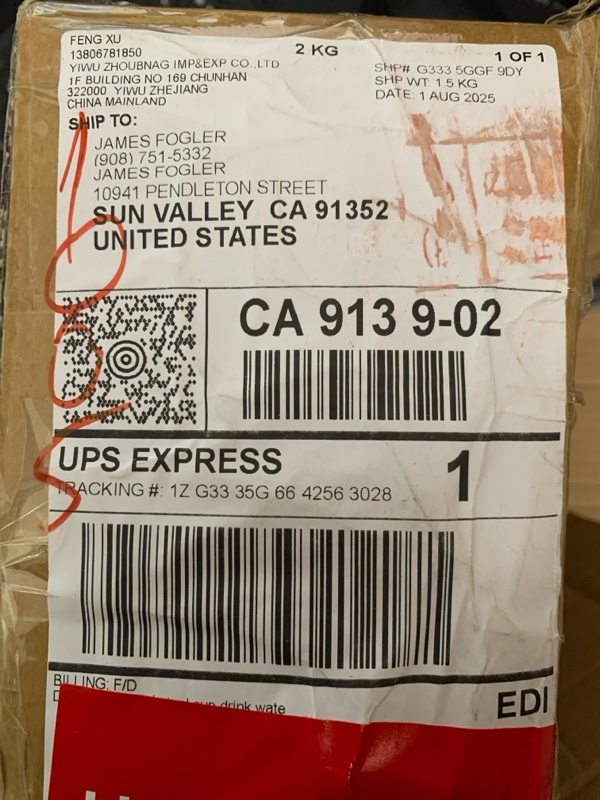 FENG XU
13806781850
YIWU ZHOUBNAG IMP&EXP CO.,LTD
1F BUILDING NO 169 CHUNHAN
322000 YIWU ZHEJIANG
CHINA MAINLAND
2 KG
1 OF 1
SHP#: G333 5GGF 9DY
SHP WT: 1.5 KG
DATE: 1 AUG 2025
SHIP TO:
JAMES FOGLER
(908) 751-5332
JAMES FOGLER
10941 PENDLETON STREET
SUN VALLEY CA 91352
UNITED STATES
CA 913 9-02
UPS EXPRESS
1
TRACKING #: 1Z G33 35G 66 4256 3028
BILLING: F/D
drink wate
EDI